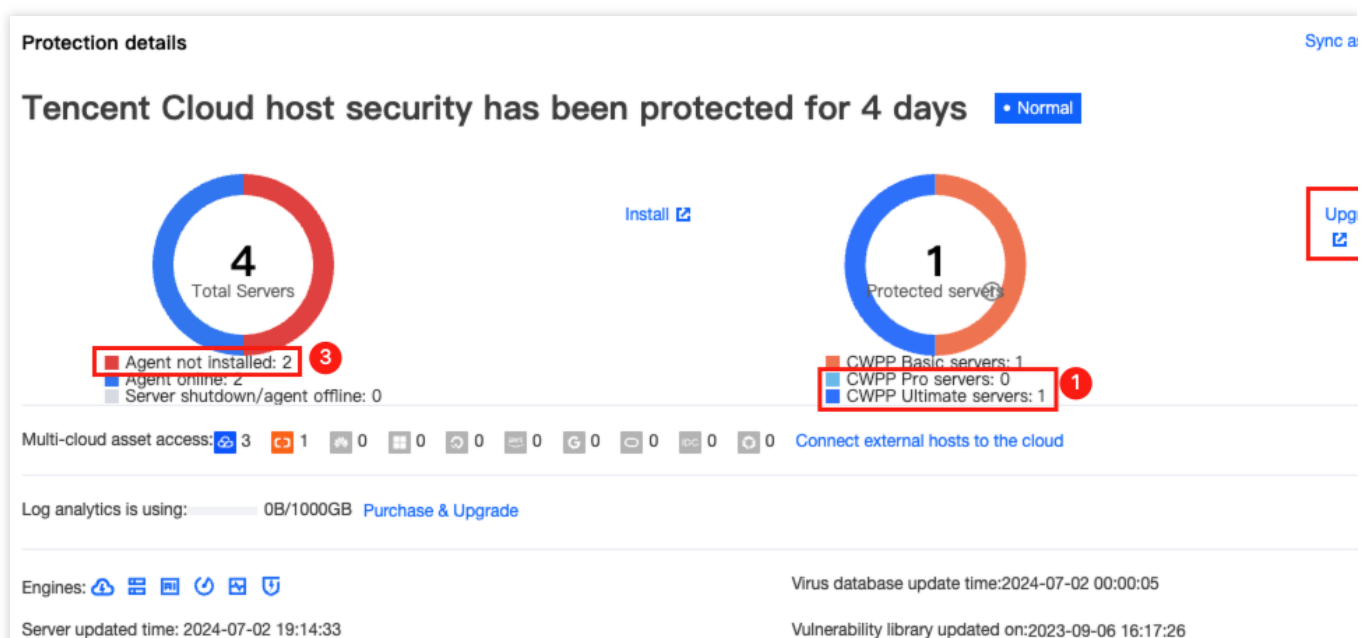 Protection details
Sync as
Tencent Cloud host security has been protected for 4 days
• Normal
Install
Upgr
4
Total Servers
1
Protected servers
Agent not installed: 2
3
Agent online: 2
Server shutdown/agent offline: 0
CWPP Basic servers: 1
CWPP Pro servers: 0
CWPP Ultimate servers: 1
1
Multi-cloud asset access: 3 1 0 0 0 aws 0 G 0 0 IDC 0 0 Connect external hosts to the cloud
Log analytics is using: 0B/1000GB Purchase & Upgrade
Engines:
Virus database update time:2024-07-02 00:00:05
Server updated time: 2024-07-02 19:14:33
Vulnerability library updated on:2023-09-06 16:17:26